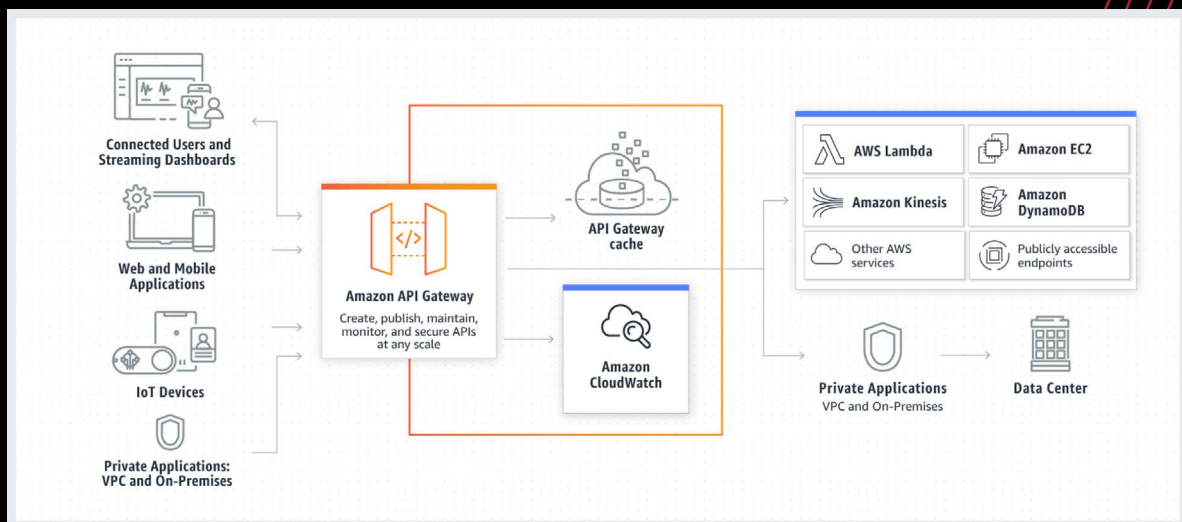 Connected Users and
Streaming Dashboards
Web and Mobile
Applications
IoT Devices
Private Applications:
VPC and On-Premises
</>
Amazon API Gateway
Create, publish, maintain,
monitor, and secure APIs
at any scale
API Gateway
cache
Amazon
CloudWatch
AWS Lambda
Amazon EC2
Amazon Kinesis
Amazon
DynamoDB
Other AWS
services
Publicly accessible
endpoints
Private Applications
VPC and On-Premises
Data Center